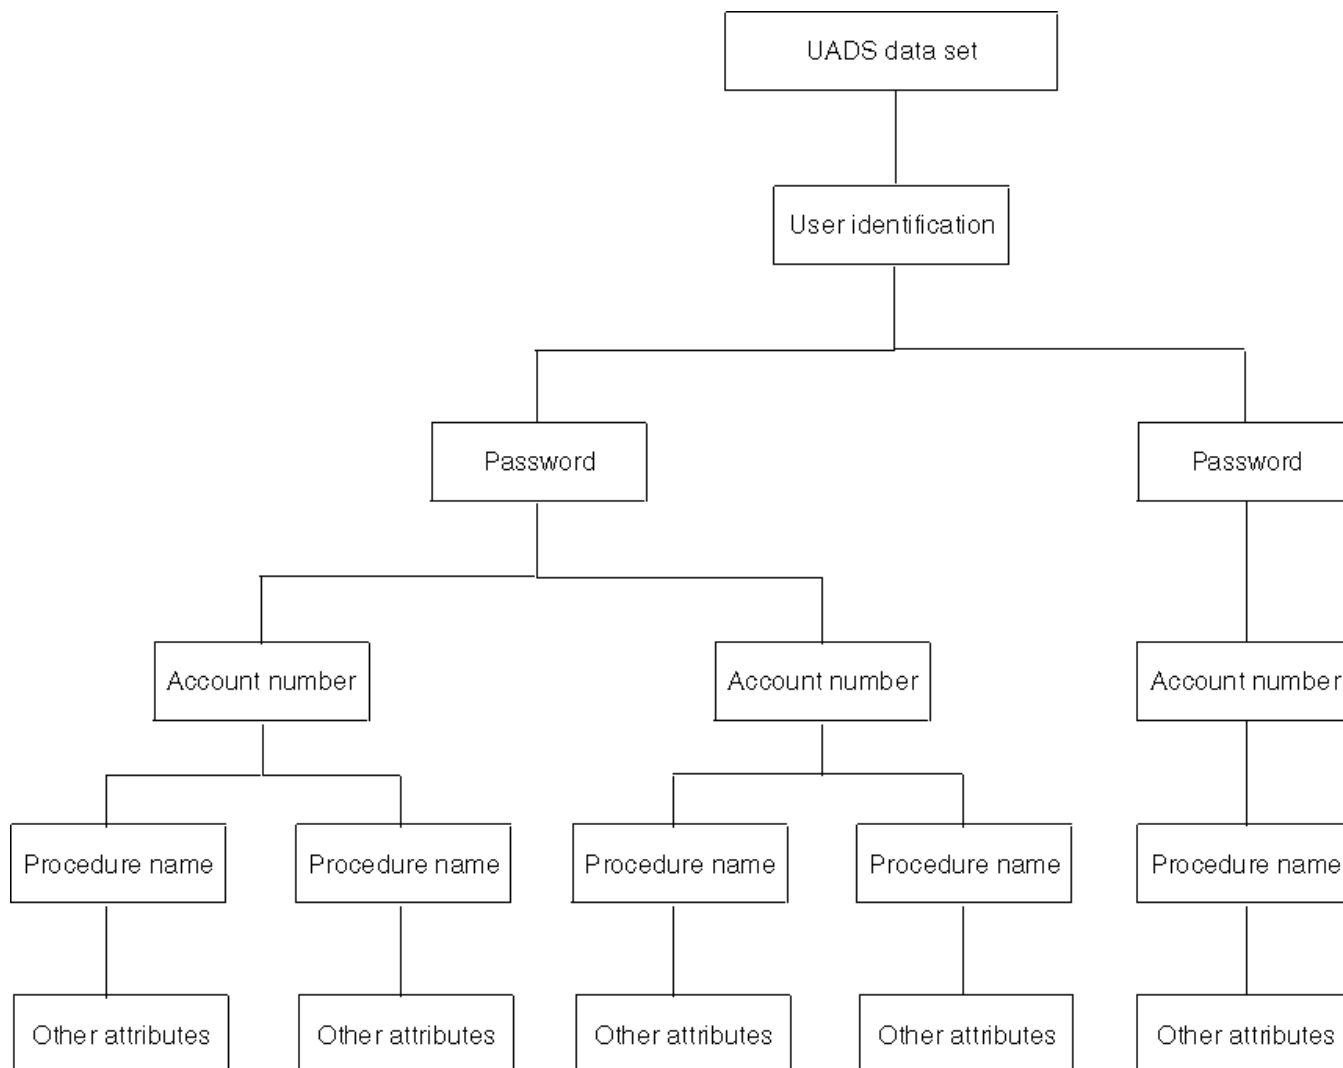 UADS data set
User identification
Password
Password
Account number
Account number
Account number
Procedure name
Procedure name
Procedure name
Procedure name
Procedure name
Other attributes
Other attributes
Other attributes
Other attributes
Other attributes